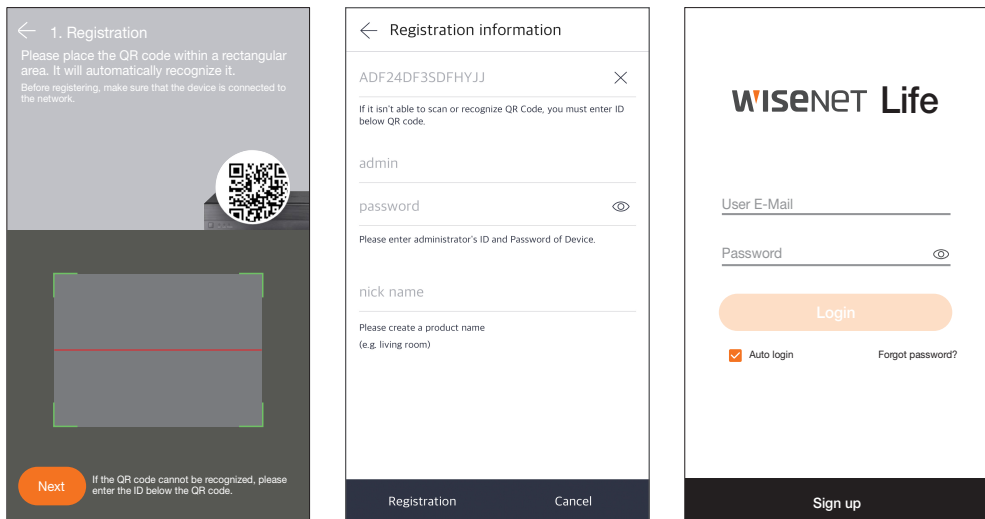 1. Registration
Please place the QR code within a rectangular
area. It will automatically recognize it.
Before registering, make sure that the device is connected to
the network.
Next
If the QR code cannot be recognized, please
enter the ID below the QR code.
Registration information
ADF24DF3SDFHYJJ
If it isn't able to scan or recognize QR Code, you must enter ID
below QR code.
admin
password
Please enter administrator's ID and Password of Device.
nick name
Please create a product name
(e.g. living room)
Registration
Cancel
WISENET Life
User E-Mail
Password
Login
Auto login
Forgot password?
Sign up